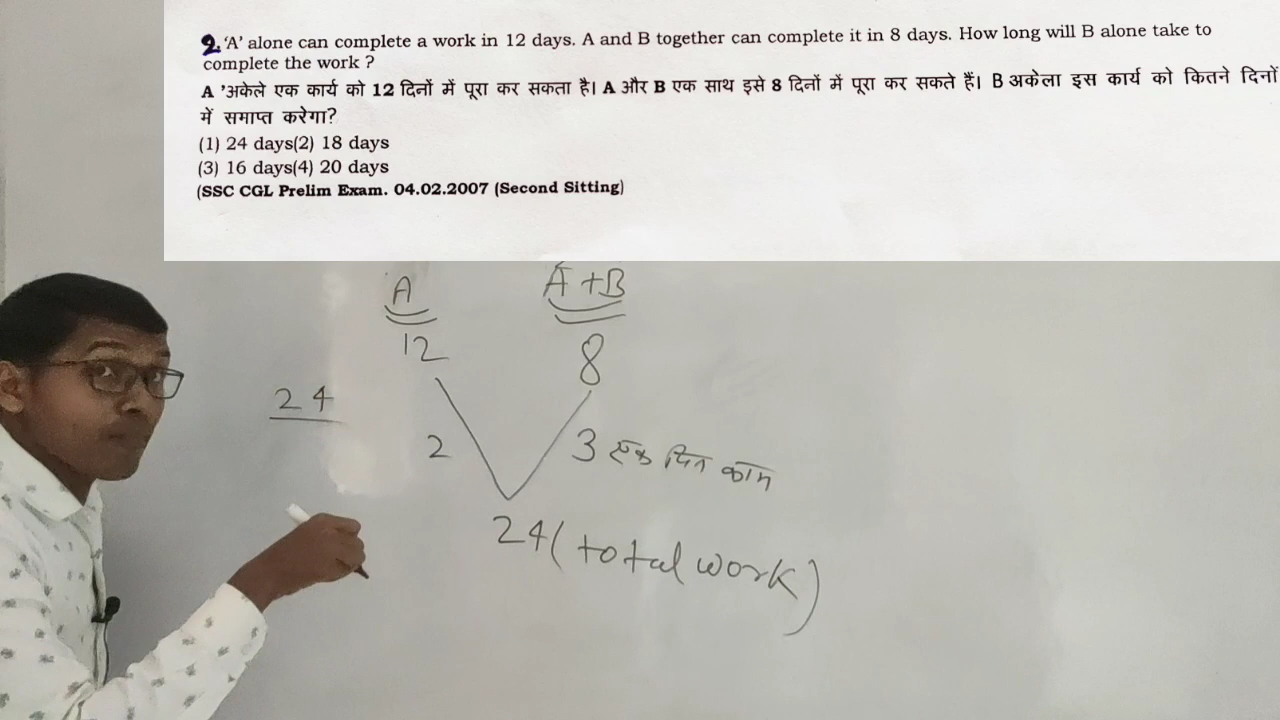 2. 'A' alone can complete a work in 12 days. A and B together can complete it in 8 days. How long will B alone take to
complete the work ?
A 'अकेले एक कार्य को 12 दिनों में पूरा कर सकता है। A और B एक साथ इसे 8 दिनों में पूरा कर सकते हैं। B अकेला इस कार्य को कितने दिनों
में समाप्त करेगा?
(1) 24 days(2) 18 days
(3) 16 days(4) 20 days
(SSC CGL Prelim Exam. 04.02.2007 (Second Sitting)
A A+B
12 8
24
2 3 एक दिन काम
24 (total work)